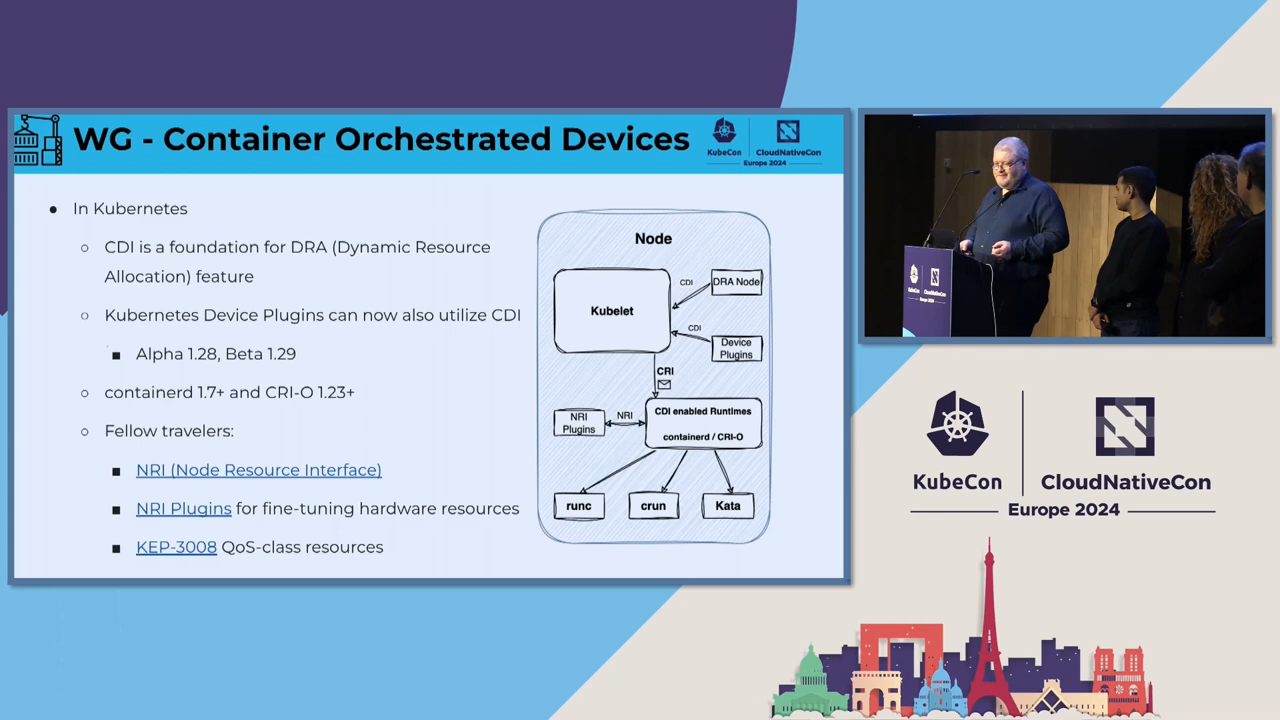 WG - Container Orchestrated Devices
KubeCon
CloudNativeCon
Europe 2024
In Kubernetes
CDI is a foundation for DRA (Dynamic Resource
Allocation) feature
Kubernetes Device Plugins can now also utilize CDI
Alpha 1.28, Beta 1.29
containerd 1.7+ and CRI-O 1.23+
Fellow travelers:
NRI (Node Resource Interface)
NRI Plugins for fine-tuning hardware resources
KEP-3008 QoS-class resources
Node
Kubelet
CDI
DRA Node
CDI
Device
Plugins
CRI
NRI
Plugins
NRI
CDI enabled Runtimes
containerd / CRI-O
runc
crun
Kata
KubeCon
CloudNativeCon
Europe 2024